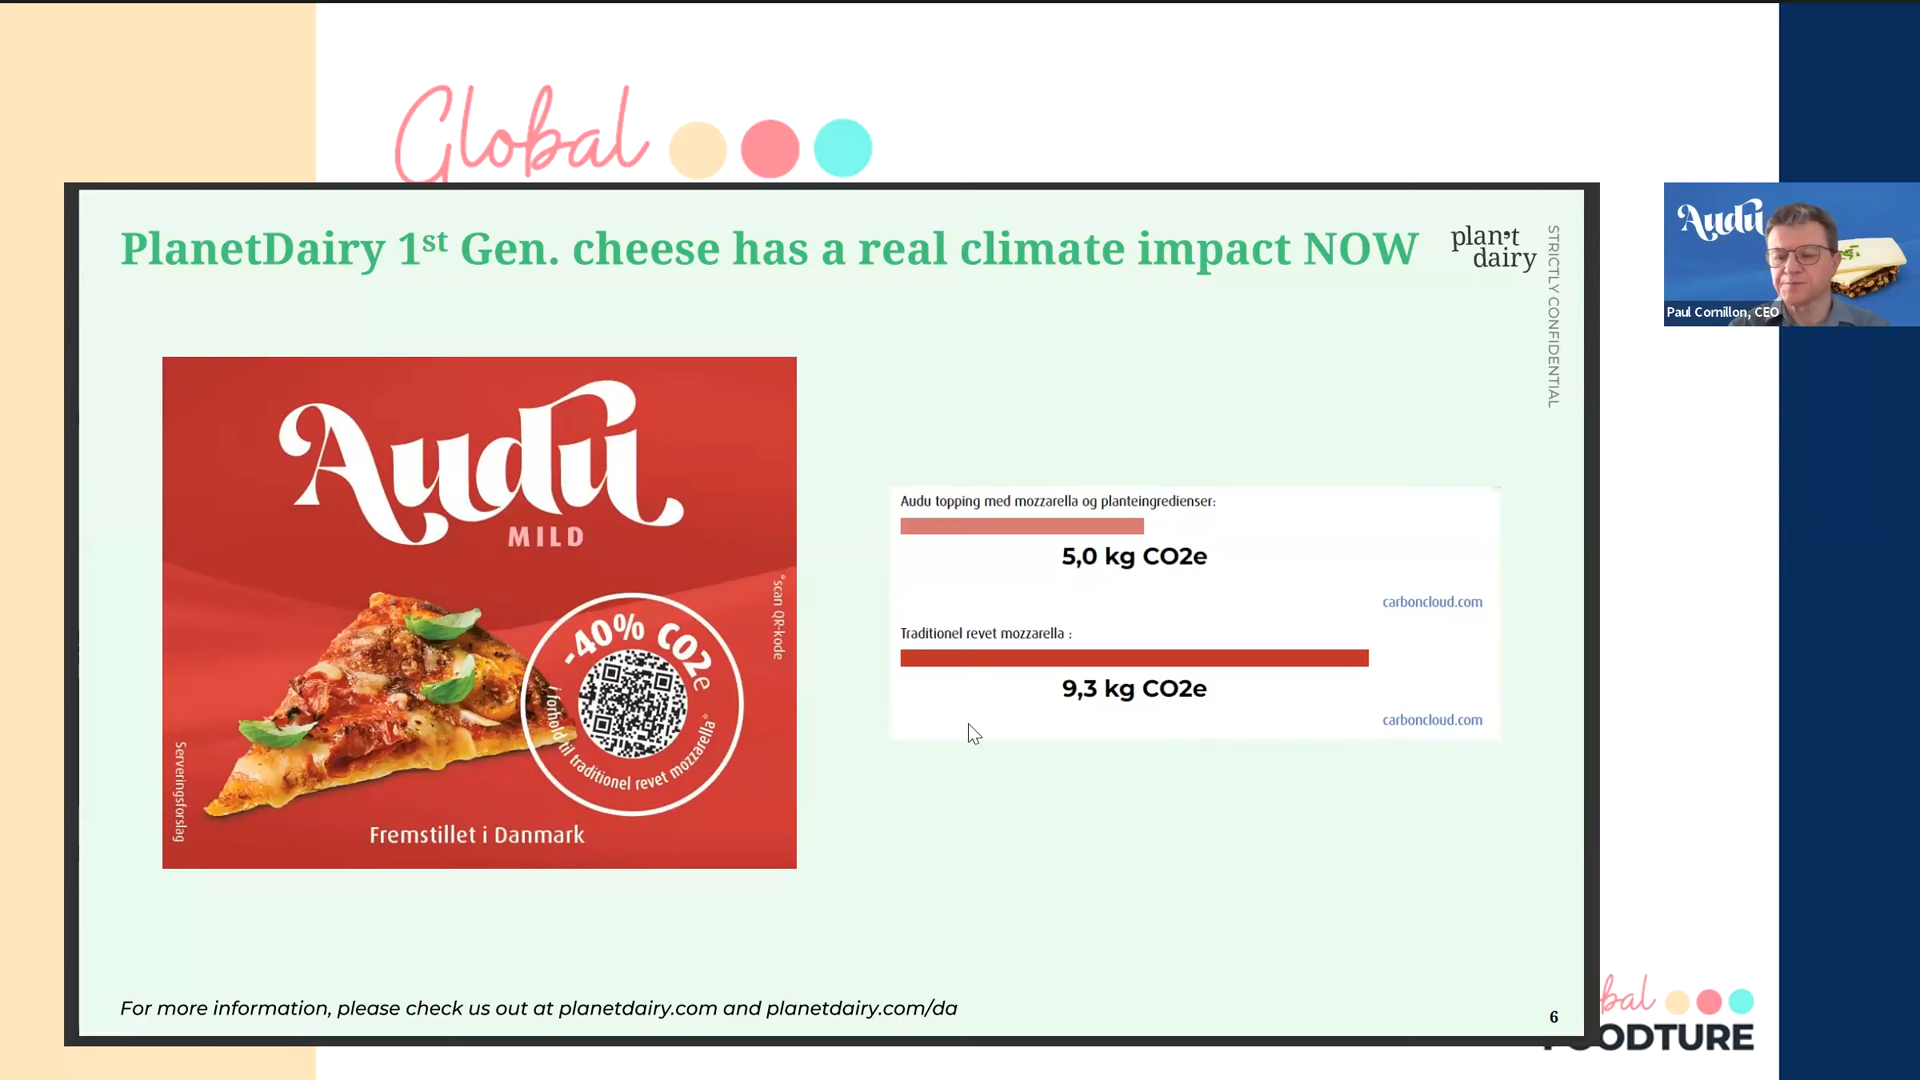 Global
PlanetDairy 1st Gen. cheese has a real climate impact NOW
plan't
dairy
STRICTLY CONFIDENTIAL
Audu
Paul Cornillon, CEO
Audu
MILD
*scan QR-kode
-40% CO2e
i forhold til traditionel revet mozzarella*
Serveringsforslag
Fremstillet i Danmark
Audu topping med mozzarella og planteingredienser:
5,0 kg CO2e
carboncloud.com
Traditionel revet mozzarella :
9,3 kg CO2e
carboncloud.com
For more information, please check us out at planetdairy.com and planetdairy.com/da
6
bal
OODTURE